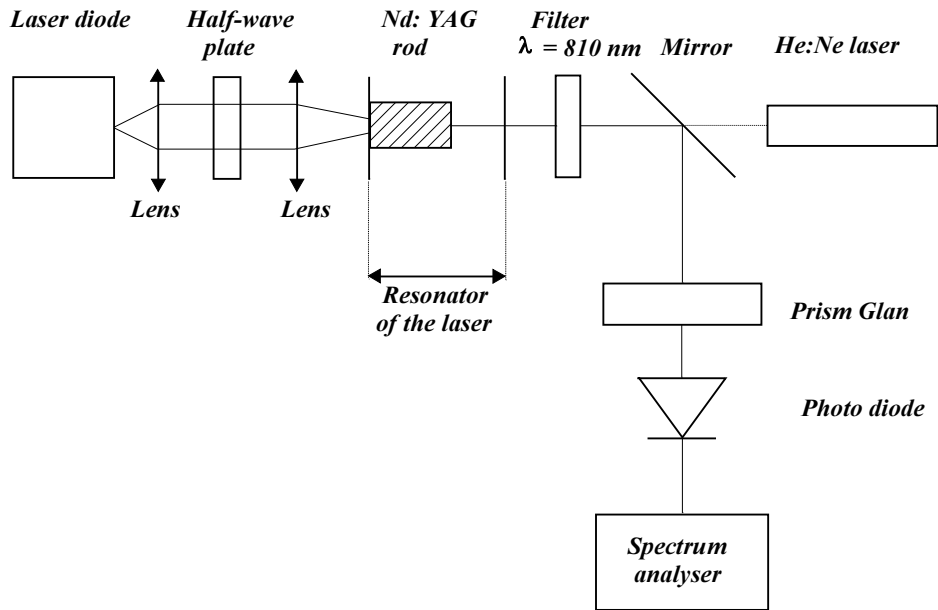 Laser diode
Half-wave
plate
Nd: YAG
rod
Filter
λ = 810 nm
Mirror
He:Ne laser
Lens
Lens
Resonator
of the laser
Prism Glan
Photo diode
Spectrum
analyser